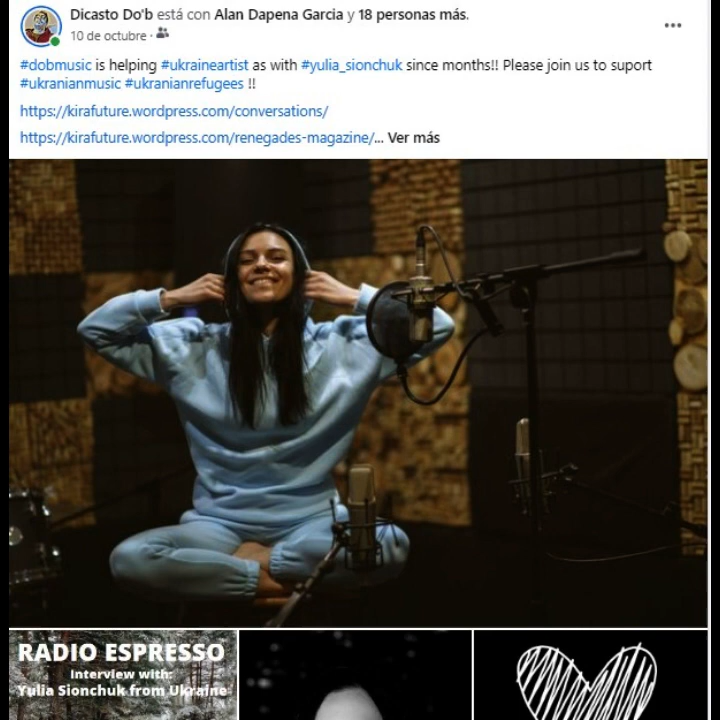 Dicasto Do'b está con Alan Dapena Garcia y 18 personas más.
10 de octubre ·
#dobmusic is helping #ukraineartist as with #yulia_sionchuk since months!! Please join us to suport
#ukranianmusic #ukranianrefugees !!
https://kirafuture.wordpress.com/conversations/
https://kirafuture.wordpress.com/renegades-magazine/... Ver más
RADIO ESPRESSO
Interview with:
Yulia Sionchuk from Ukraine